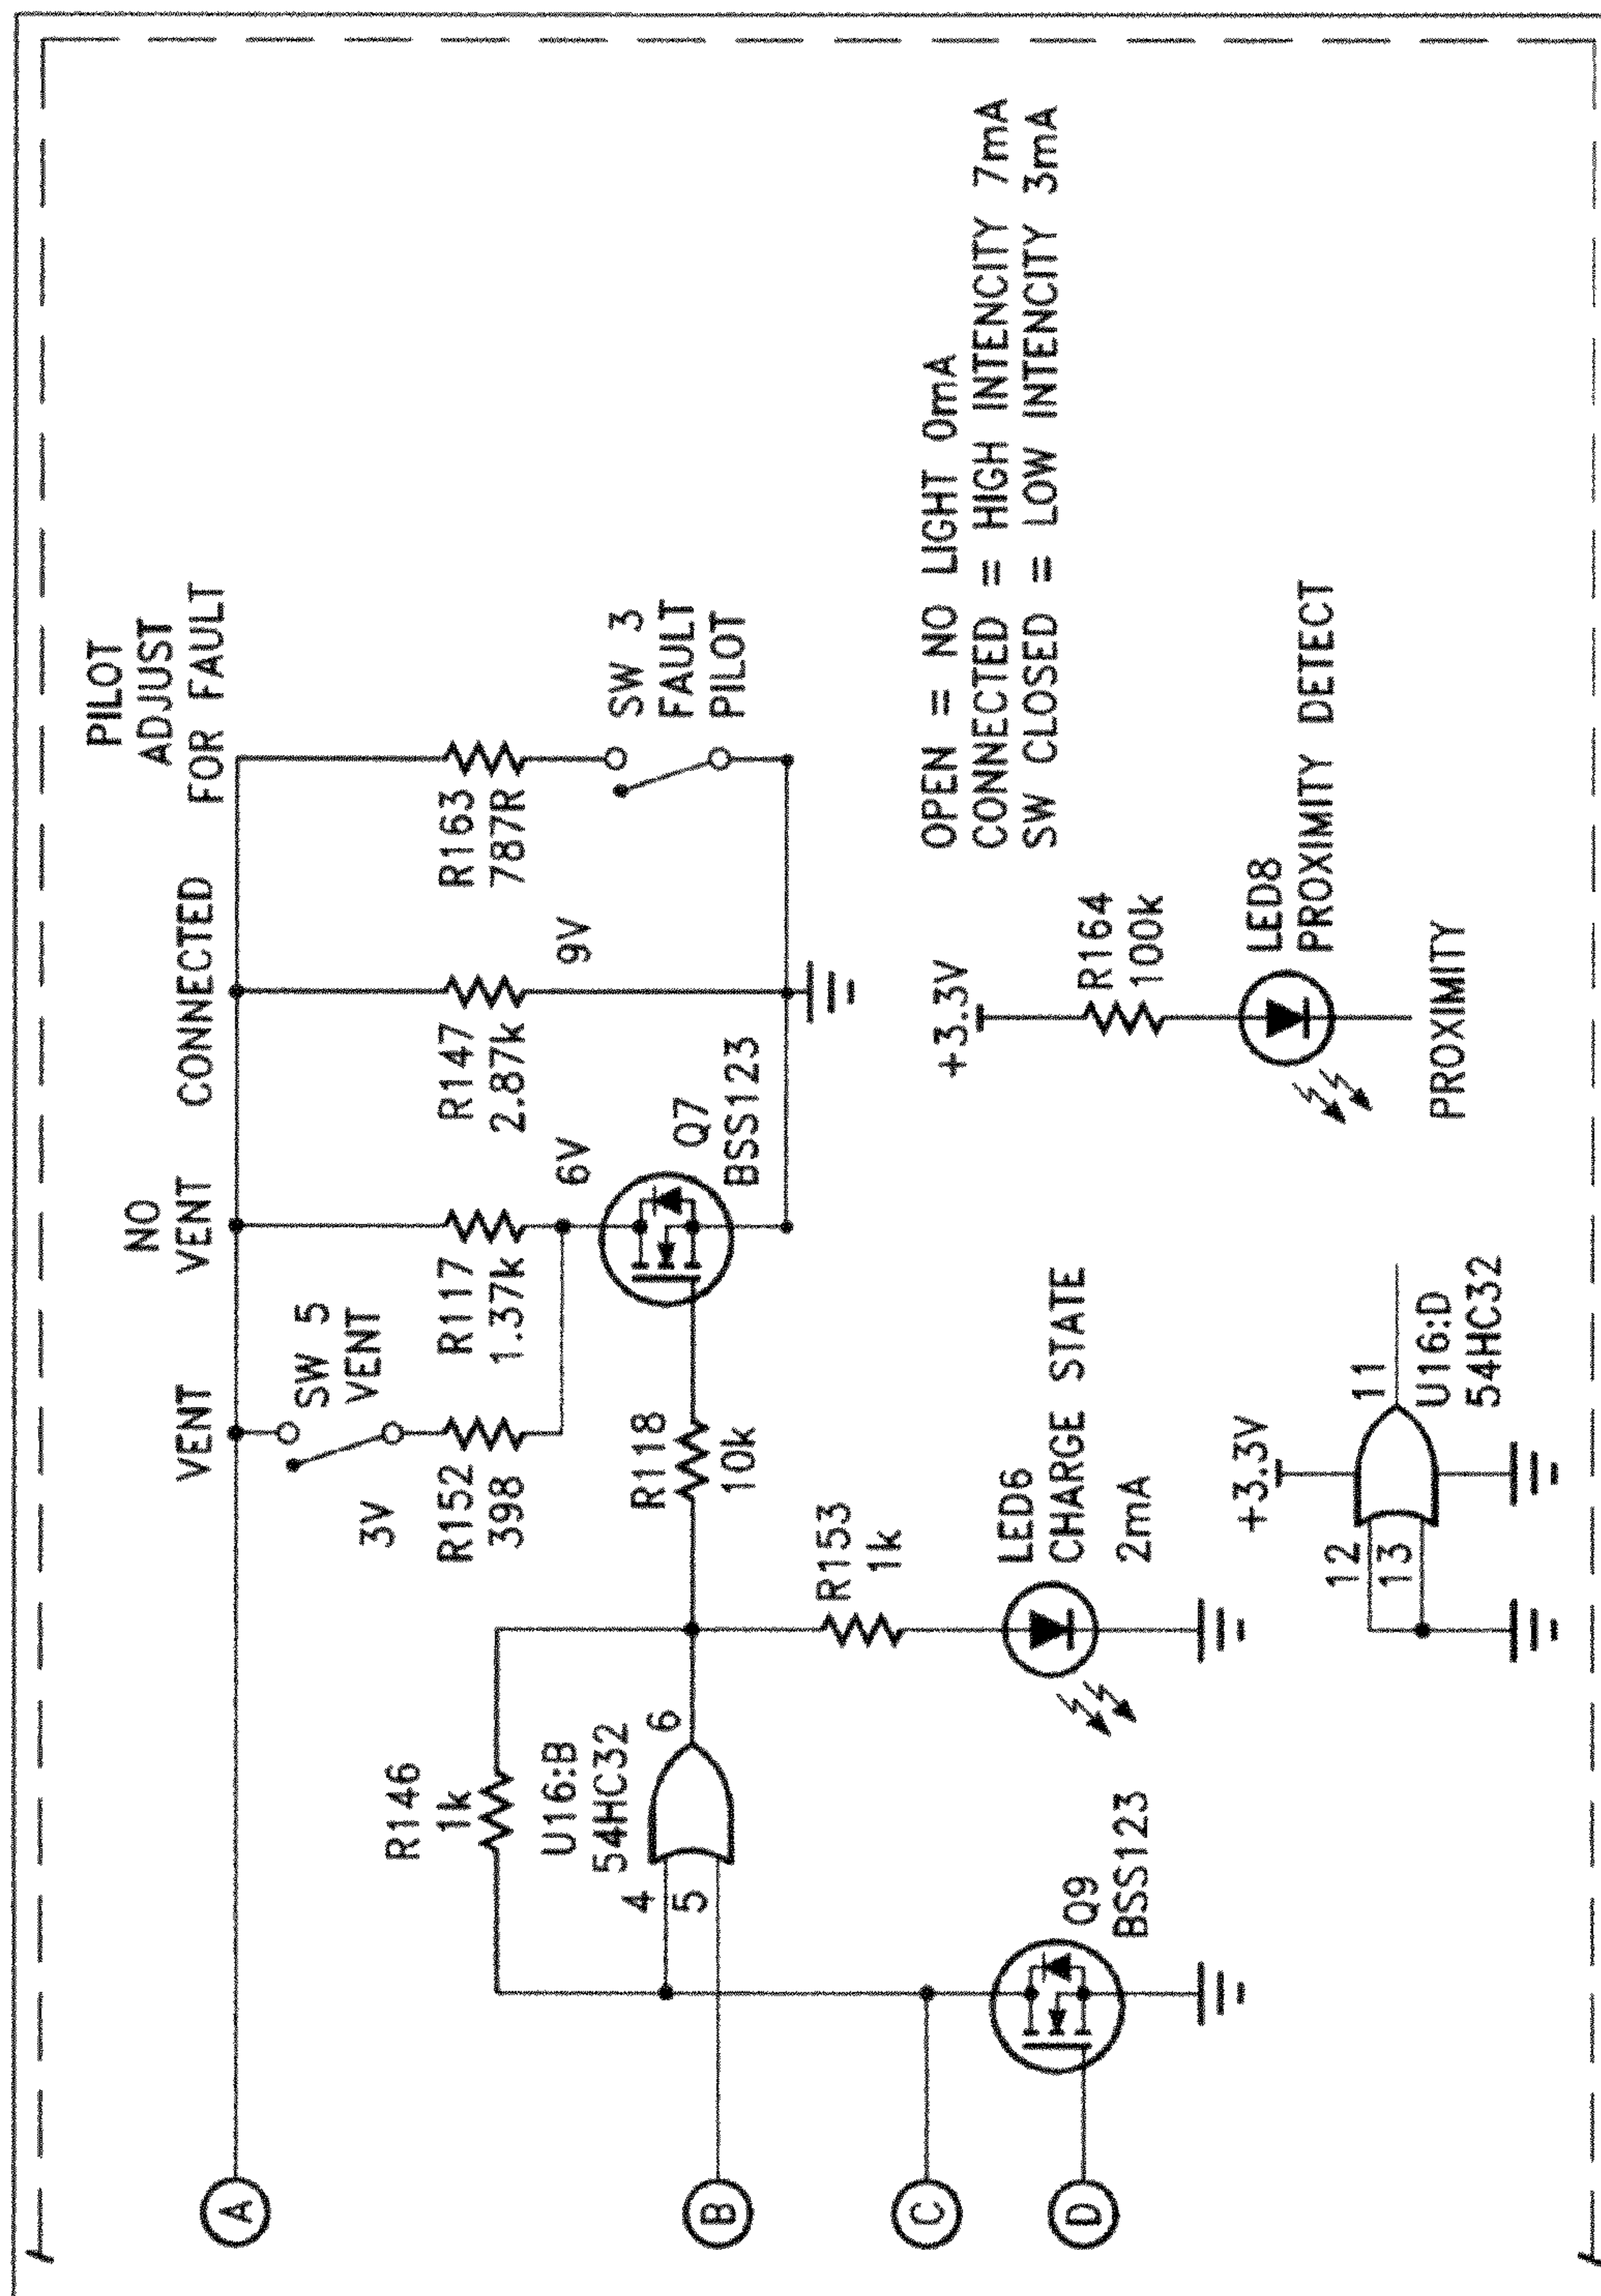 PILOT
ADJUST
FOR FAULT
NO
VENT
VENT
CONNECTED
SW 5
VENT
3V
R152
398
R117
1.37k
6V
R147
2.87k
9V
R163
787R
SW 3
FAULT
PILOT
Q7
BSS123
R118
10k
R146
1k
U16:B
54HC32
4
5
6
R153
1k
LED6
CHARGE STATE
2mA
Q9
BSS123
A
B
C
D
OPEN = NO LIGHT 0mA
CONNECTED = HIGH INTENCITY 7mA
SW CLOSED = LOW INTENCITY 3mA
+3.3V
R164
100k
LED8
PROXIMITY DETECT
PROXIMITY
+3.3V
12
13
11
U16:D
54HC32